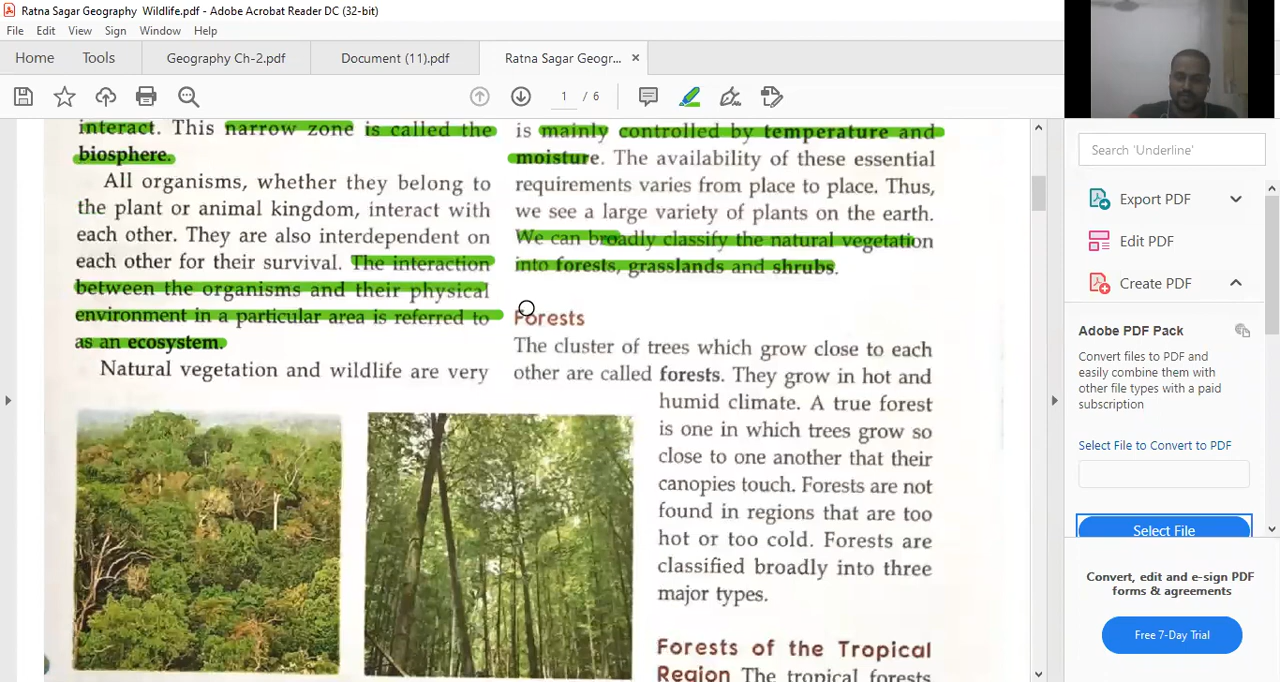 Ratna Sagar Geography Wildlife.pdf - Adobe Acrobat Reader DC (32-bit)
File Edit View Sign Window Help
Home Tools Geography Ch-2.pdf Document (11).pdf Ratna Sagar Geogr... ×
1 / 6
interact. This narrow zone is called the
biosphere.
All organisms, whether they belong to
the plant or animal kingdom, interact with
each other. They are also interdependent on
each other for their survival. The interaction
between the organisms and their physical
environment in a particular area is referred to
as an ecosystem.
Natural vegetation and wildlife are very
is mainly controlled by temperature and
moisture. The availability of these essential
requirements varies from place to place. Thus,
we see a large variety of plants on the earth.
We can broadly classify the natural vegetation
into forests, grasslands and shrubs.
Forests
The cluster of trees which grow close to each
other are called forests. They grow in hot and
humid climate. A true forest
is one in which trees grow so
close to one another that their
canopies touch. Forests are not
found in regions that are too
hot or too cold. Forests are
classified broadly into three
major types.
Forests of the Tropical
Region The tropical forests
Search 'Underline'
Export PDF
Edit PDF
Create PDF
Adobe PDF Pack
Convert files to PDF and
easily combine them with
other file types with a paid
subscription
Select File to Convert to PDF
Select File
Convert, edit and e-sign PDF
forms & agreements
Free 7-Day Trial